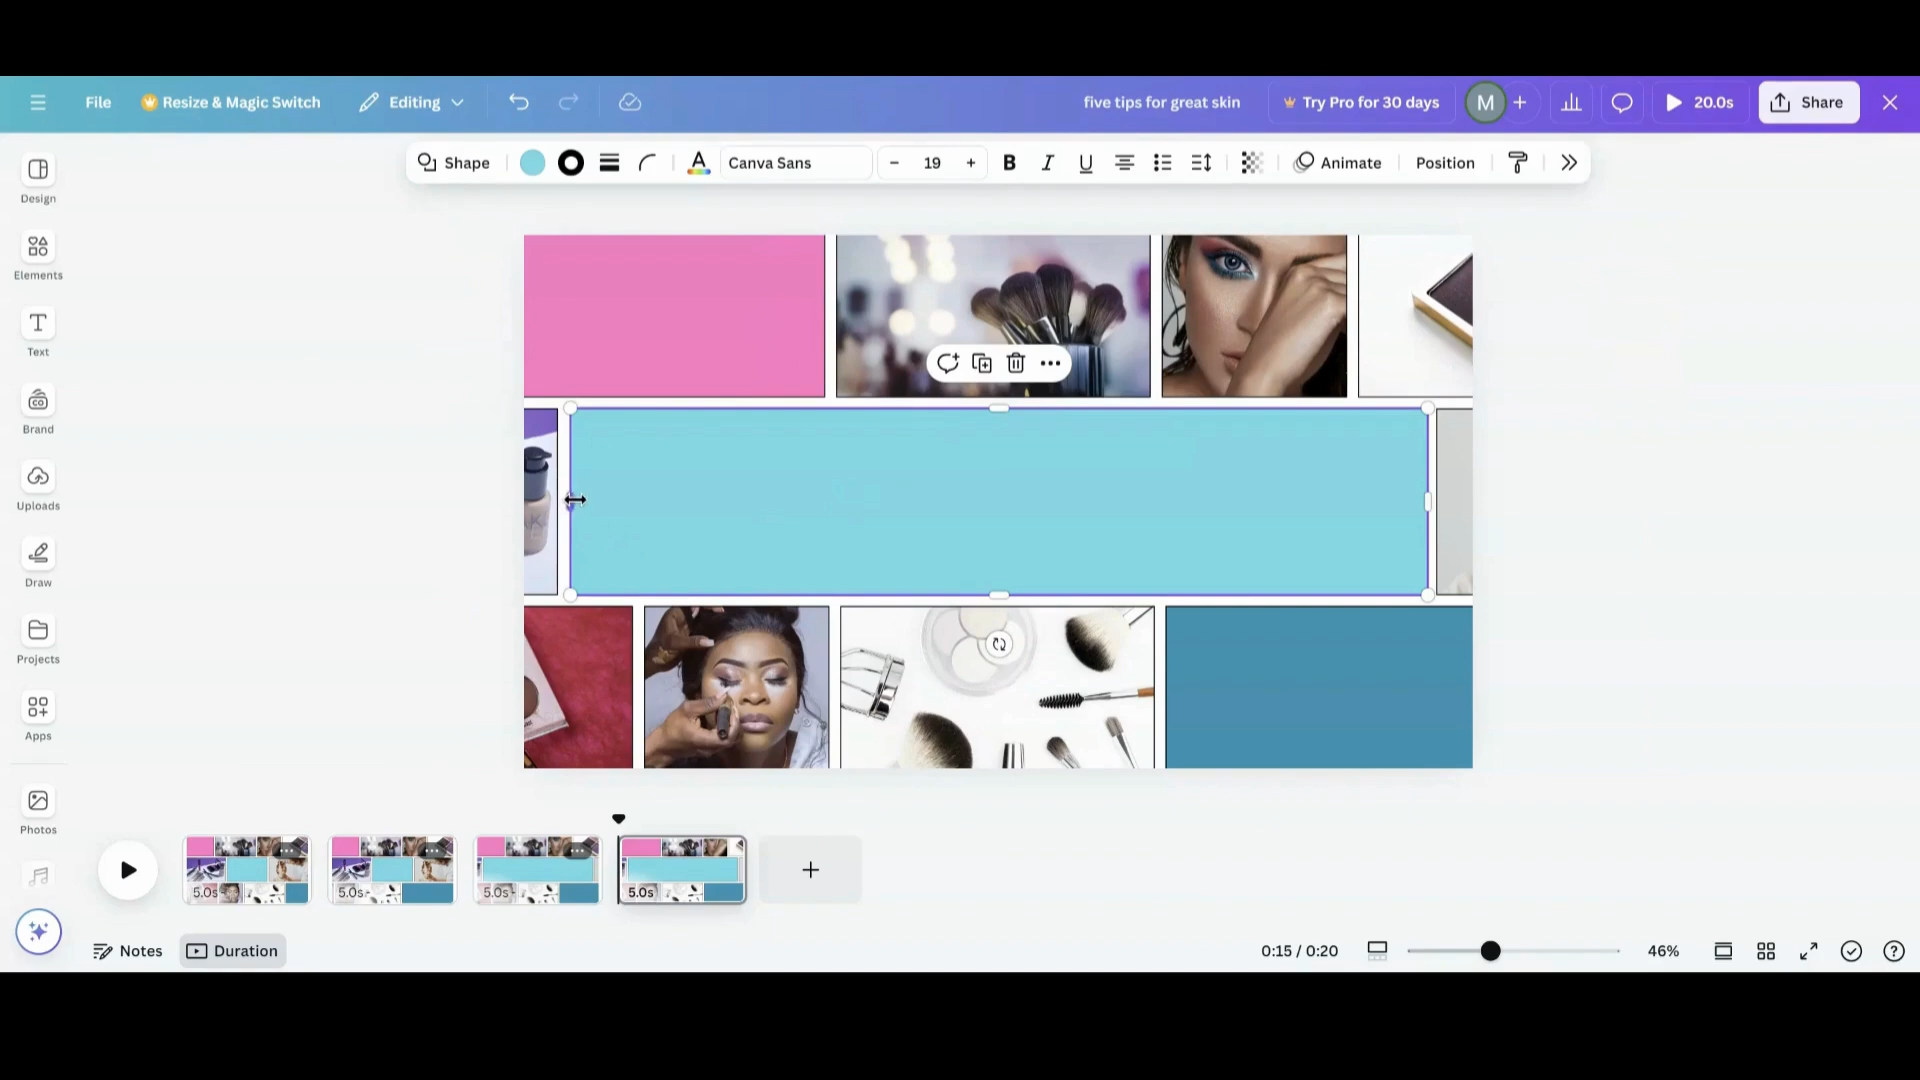 File
Resize & Magic Switch
Editing
five tips for great skin
Try Pro for 30 days
M
20.0s
Share
Shape
A
Canva Sans
- 19 +
B I U
Animate
Position
Design
Elements
Text
Brand
Uploads
Draw
Projects
Apps
Photos
5.0s
5.0s
5.0s
5.0s
Notes
Duration
0:15 / 0:20
46%